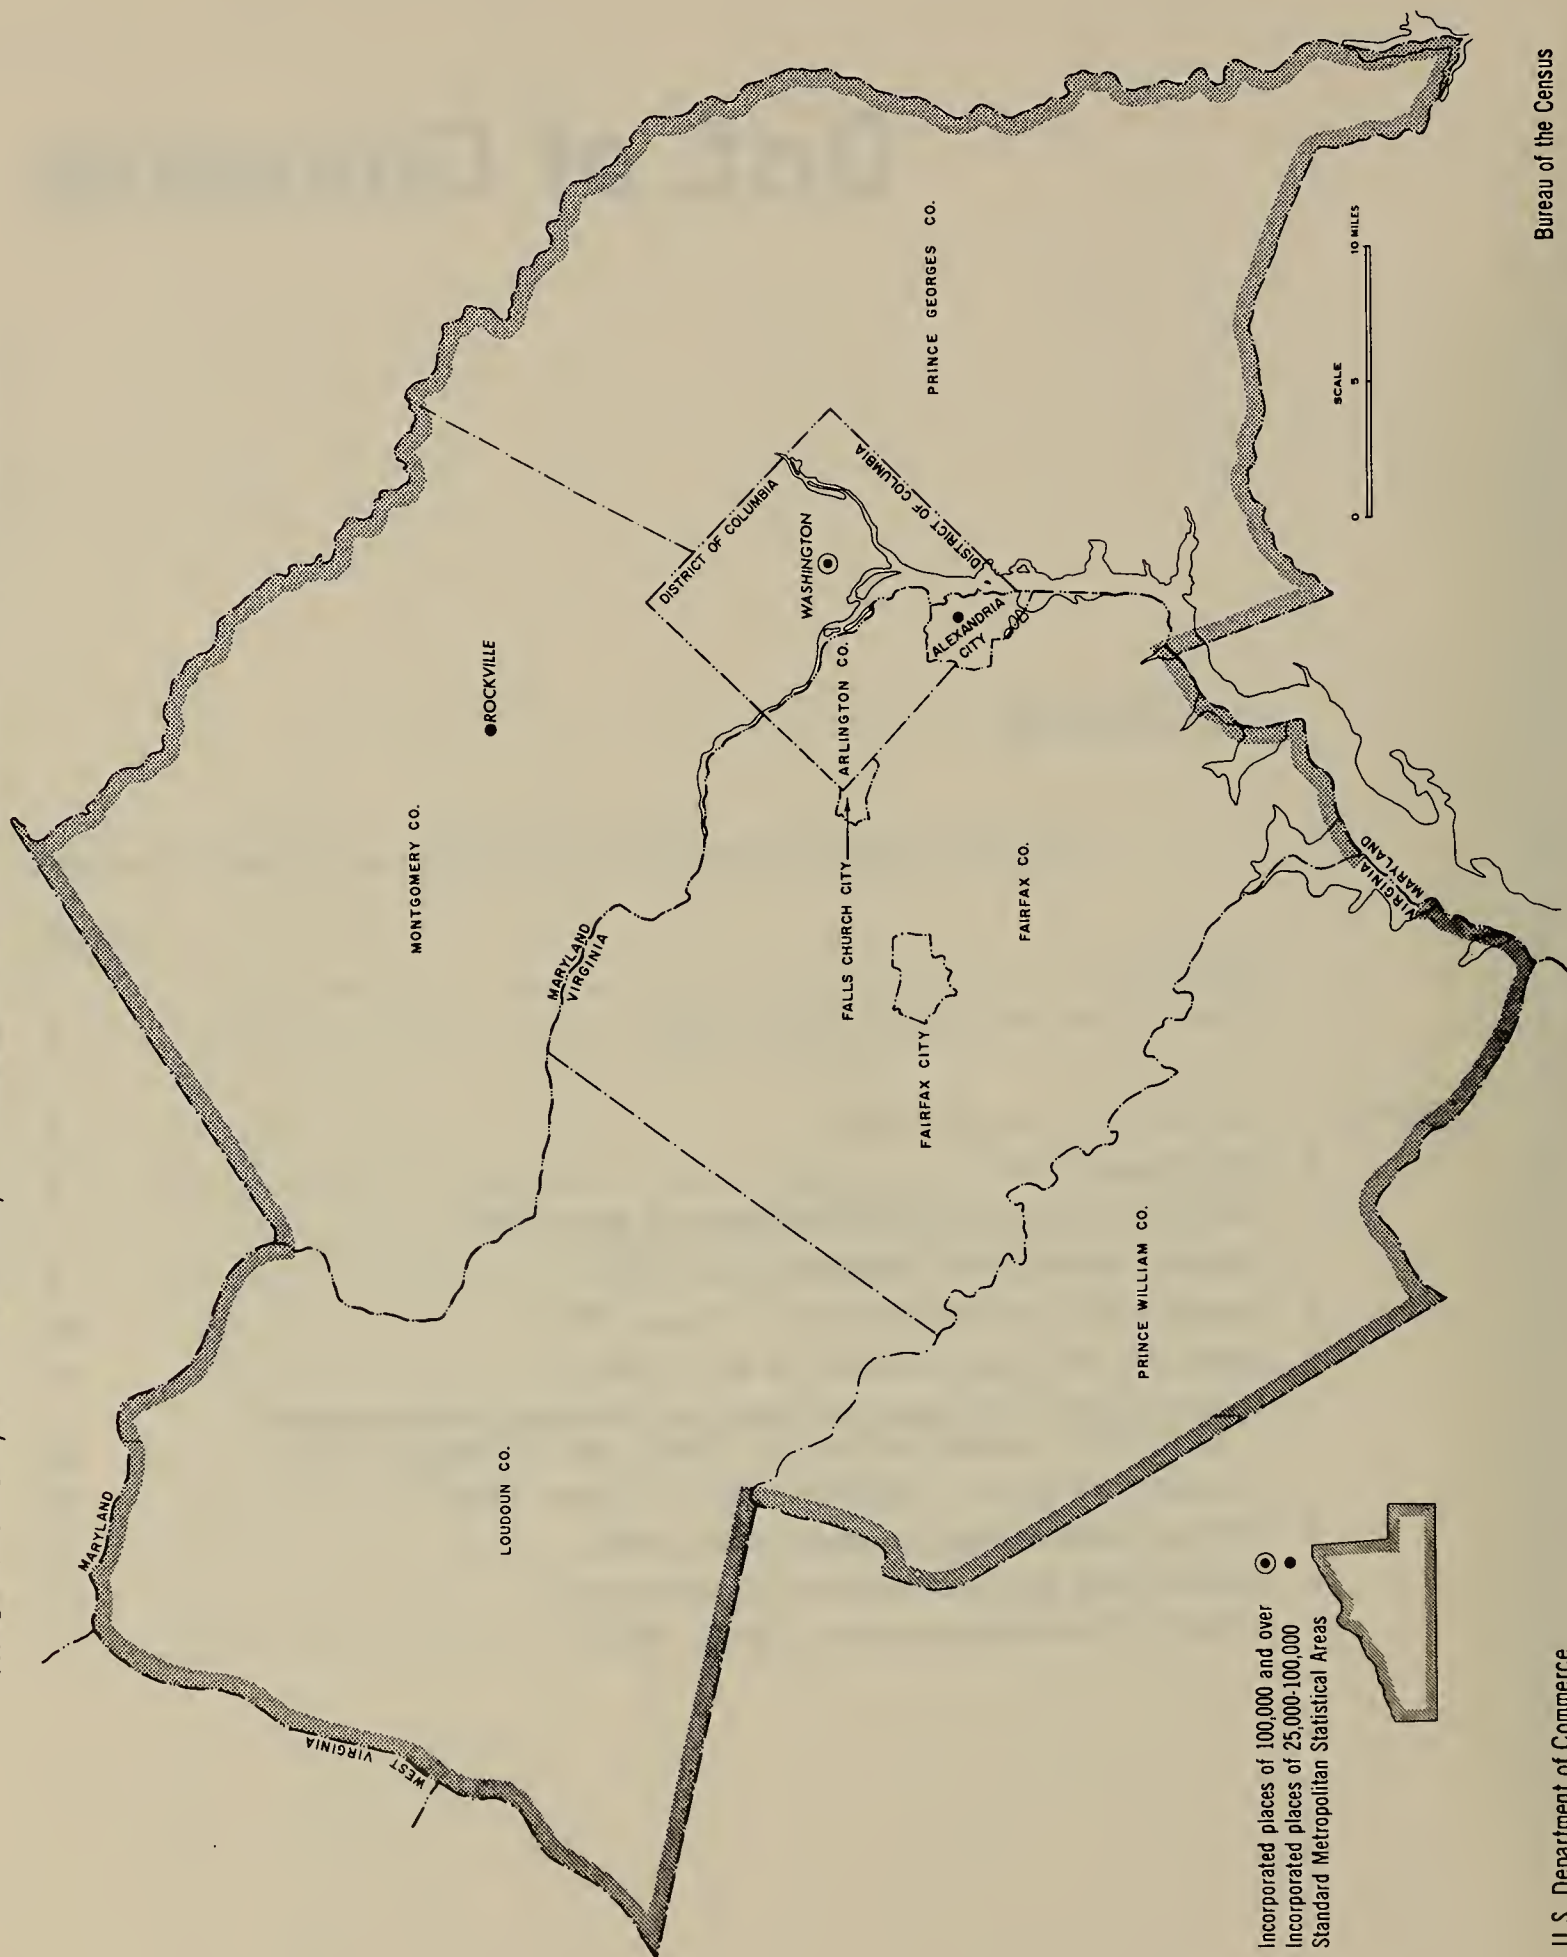 MARYLAND
WEST VIRGINIA
LOUDOUN CO.
MONTGOMERY CO.
ROCKVILLE
MARYLAND
VIRGINIA
DISTRICT OF COLUMBIA
WASHINGTON
DISTRICT OF COLUMBIA
PRINCE GEORGES CO.
ARLINGTON CO.
ALEXANDRIA
CITY
FALLS CHURCH CITY
FAIRFAX CITY
FAIRFAX CO.
PRINCE WILLIAM CO.
VIRGINIA
MARYLAND
SCALE
0 5 10 MILES
Incorporated places of 100,000 and over
Incorporated places of 25,000-100,000
Standard Metropolitan Statistical Areas
U.S. Department of Commerce
Bureau of the Census